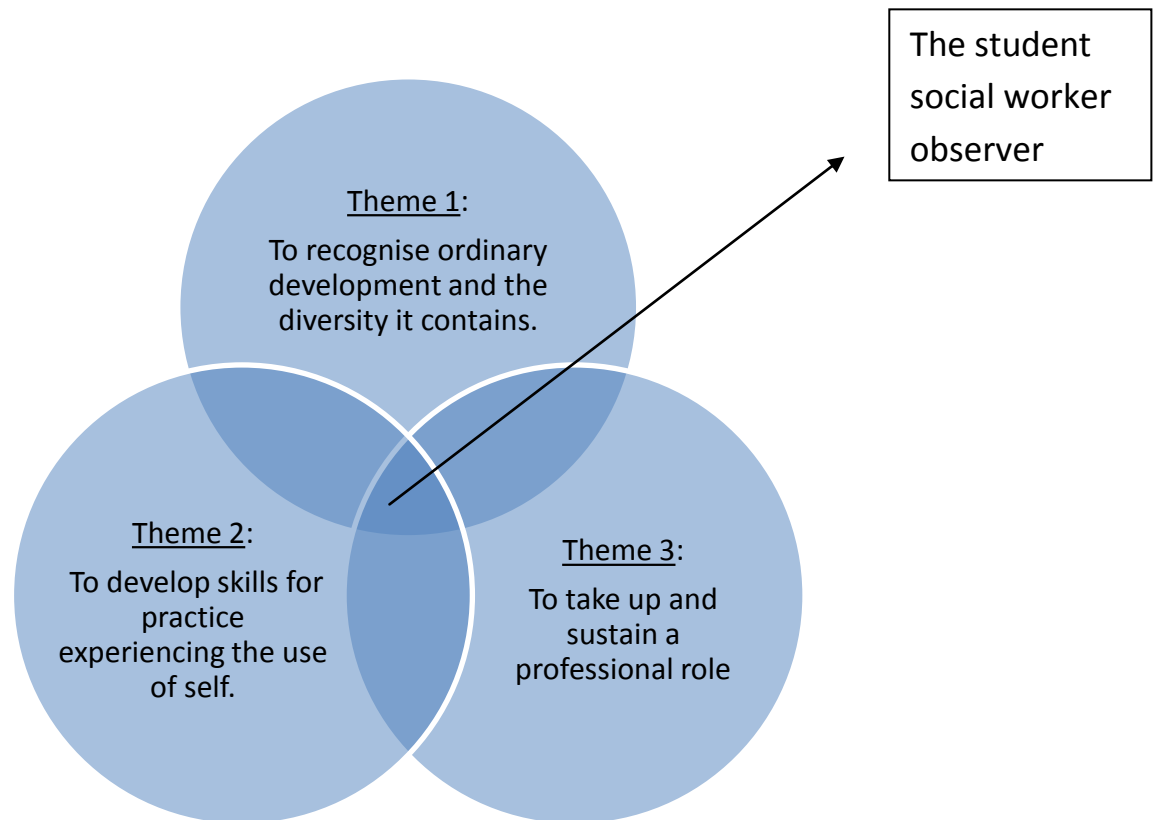 The student
social worker
observer
Theme 1:
To recognise ordinary
development and the
diversity it contains.
Theme 2:
To develop skills for
practice
experiencing the use
of self.
Theme 3:
To take up and
sustain a
professional role